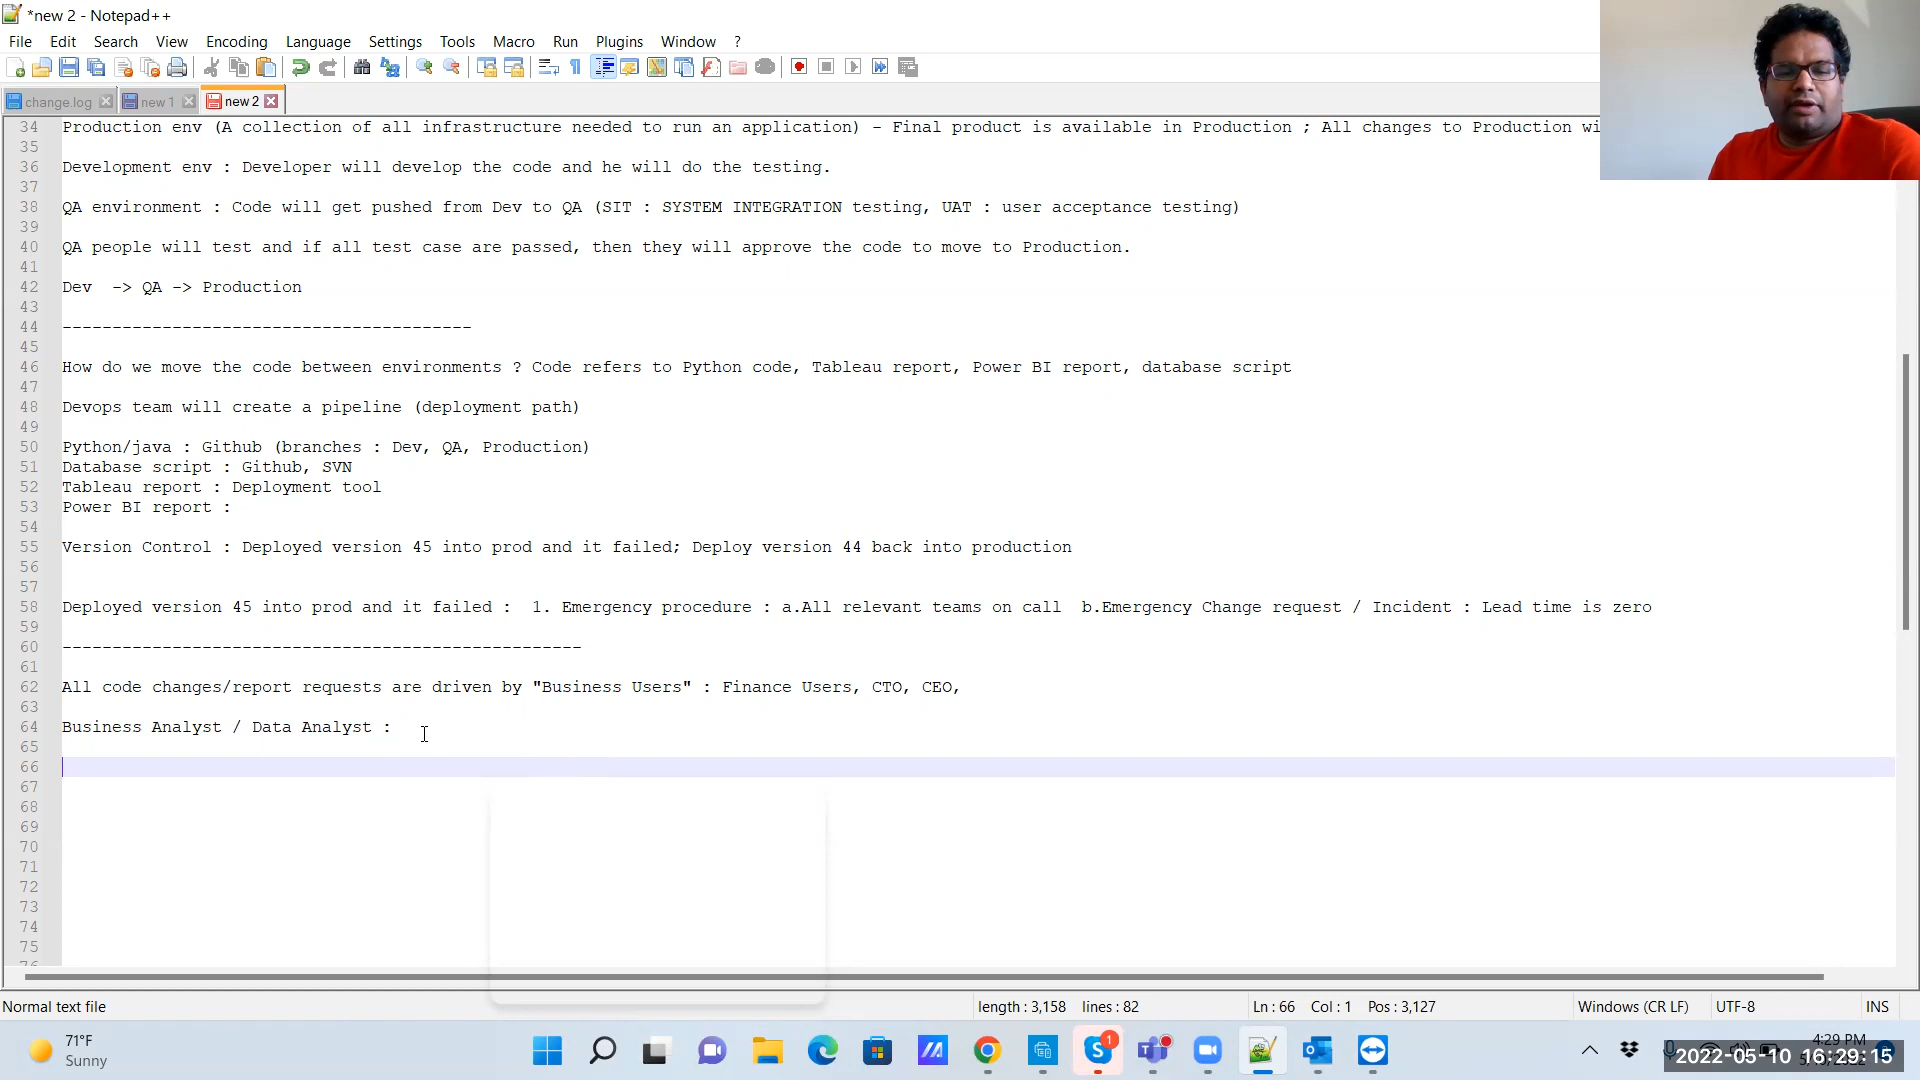 *new 2 - Notepad++
File Edit Search View Encoding Language Settings Tools Macro Run Plugins Window ?
change.log new 1 new 2
34 Production env (A collection of all infrastructure needed to run an application) - Final product is available in Production ; All changes to Production wi
35
36 Development env : Developer will develop the code and he will do the testing.
37
38 QA environment : Code will get pushed from Dev to QA (SIT : SYSTEM INTEGRATION testing, UAT : user acceptance testing)
39
40 QA people will test and if all test case are passed, then they will approve the code to move to Production.
41
42 Dev -> QA -> Production
43
44 -----------------------------------------
45
46 How do we move the code between environments ? Code refers to Python code, Tableau report, Power BI report, database script
47
48 Devops team will create a pipeline (deployment path)
49
50 Python/java : Github (branches : Dev, QA, Production)
51 Database script : Github, SVN
52 Tableau report : Deployment tool
53 Power BI report :
54
55 Version Control : Deployed version 45 into prod and it failed; Deploy version 44 back into production
56
57
58 Deployed version 45 into prod and it failed : 1. Emergency procedure : a.All relevant teams on call b.Emergency Change request / Incident : Lead time is zero
59
60 ----------------------------------------------------
61
62 All code changes/report requests are driven by "Business Users" : Finance Users, CTO, CEO,
63
64 Business Analyst / Data Analyst :
65
66
67
68
69
70
71
72
73
74
75
Normal text file length : 3,158 lines : 82 Ln : 66 Col : 1 Pos : 3,127 Windows (CR LF) UTF-8 INS
71°F
Sunny
1
4:29 PM
2022-05-10 16:29:15